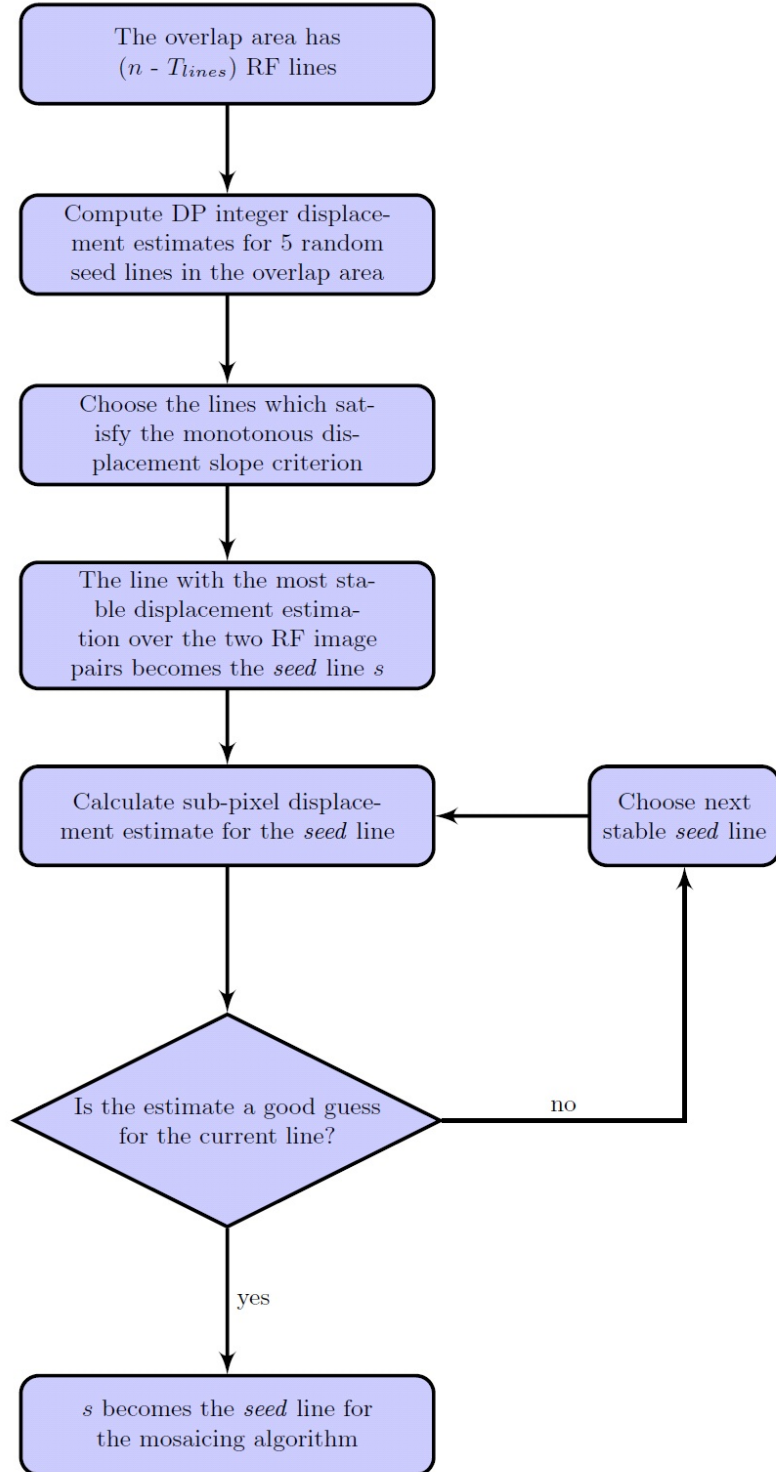 The overlap area has
(n - T_lines) RF lines
Compute DP integer displace-
ment estimates for 5 random
seed lines in the overlap area
Choose the lines which sat-
isfy the monotonous dis-
placement slope criterion
The line with the most sta-
ble displacement estima-
tion over the two RF image
pairs becomes the seed line s
Calculate sub-pixel displace-
ment estimate for the seed line
Choose next
stable seed line
Is the estimate a good guess
for the current line?
no
yes
s becomes the seed line for
the mosaicing algorithm